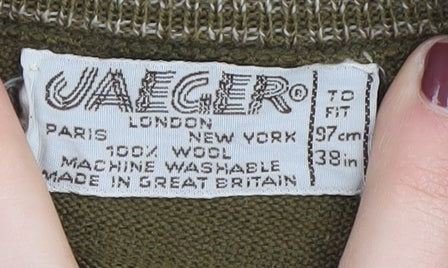 JAEGER®
LONDON
PARIS NEW YORK
100% WOOL
MACHINE WASHABLE
MADE IN GREAT BRITAIN
TO
FIT
97cm
38in